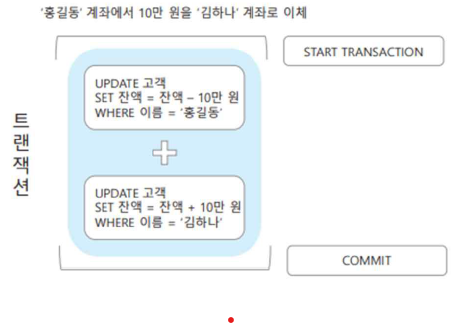 '홍길동' 계좌에서 10만 원을 '김하나' 계좌로 이체
START TRANSACTION
트랜잭션
UPDATE 고객
SET 잔액 = 잔액 – 10만 원
WHERE 이름 = '홍길동'
+
UPDATE 고객
SET 잔액 = 잔액 + 10만 원
WHERE 이름 = '김하나'
COMMIT